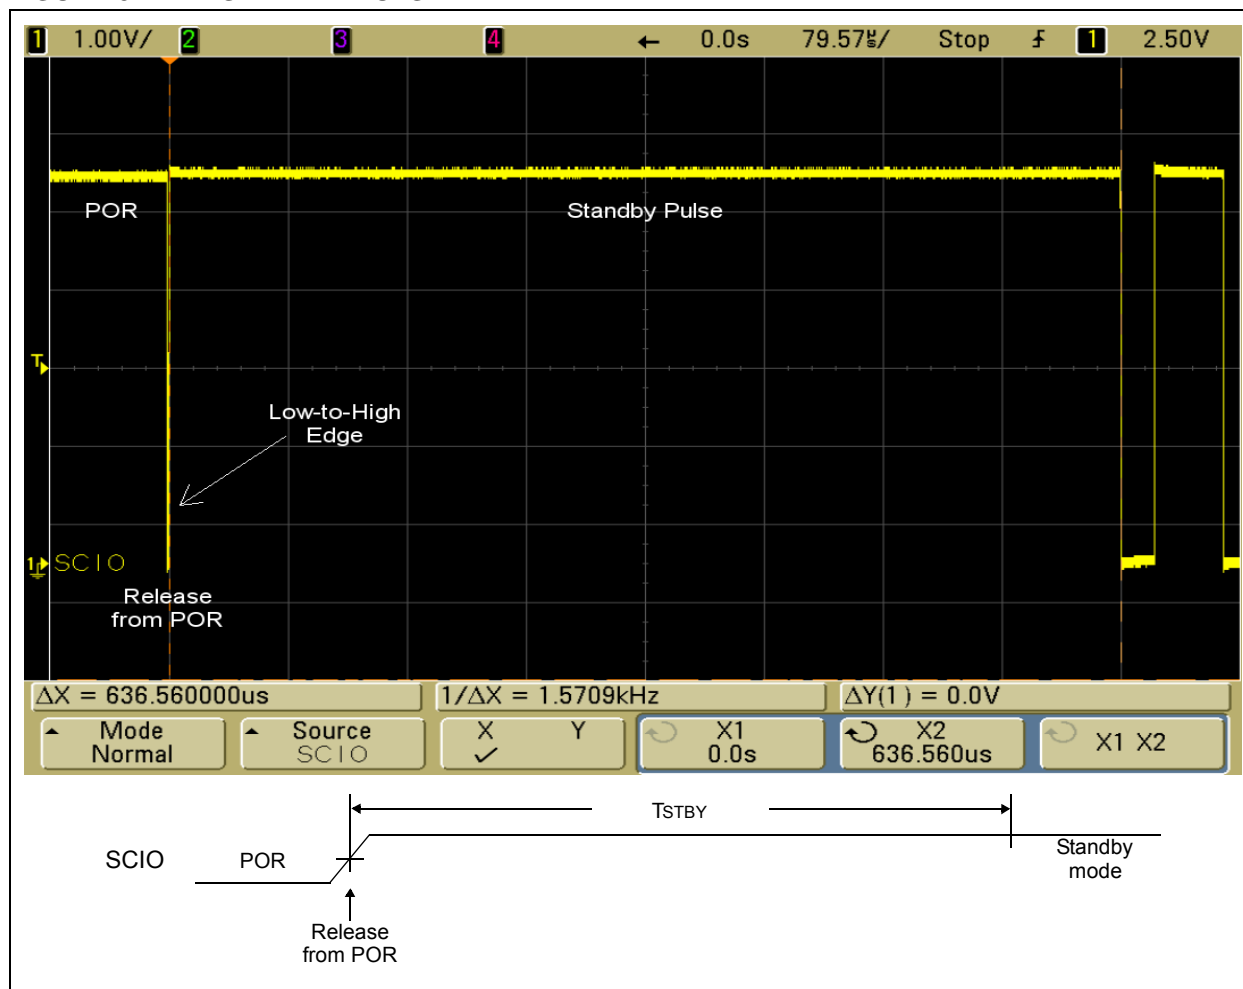 1 1.00V/ 2 3 4 ← 0.0s 79.57㎲/ Stop 1 2.50V
POR Standby Pulse
T
Low-to-High
Edge
1 SCIO
Release
from POR
ΔX = 636.560000us 1/ΔX = 1.5709kHz ΔY(1) = 0.0V
Mode
Normal
Source
SCIO
X Y
✓
X1
0.0s
X2
636.560us
X1 X2
TSTBY
SCIO POR
Standby
mode
Release
from POR